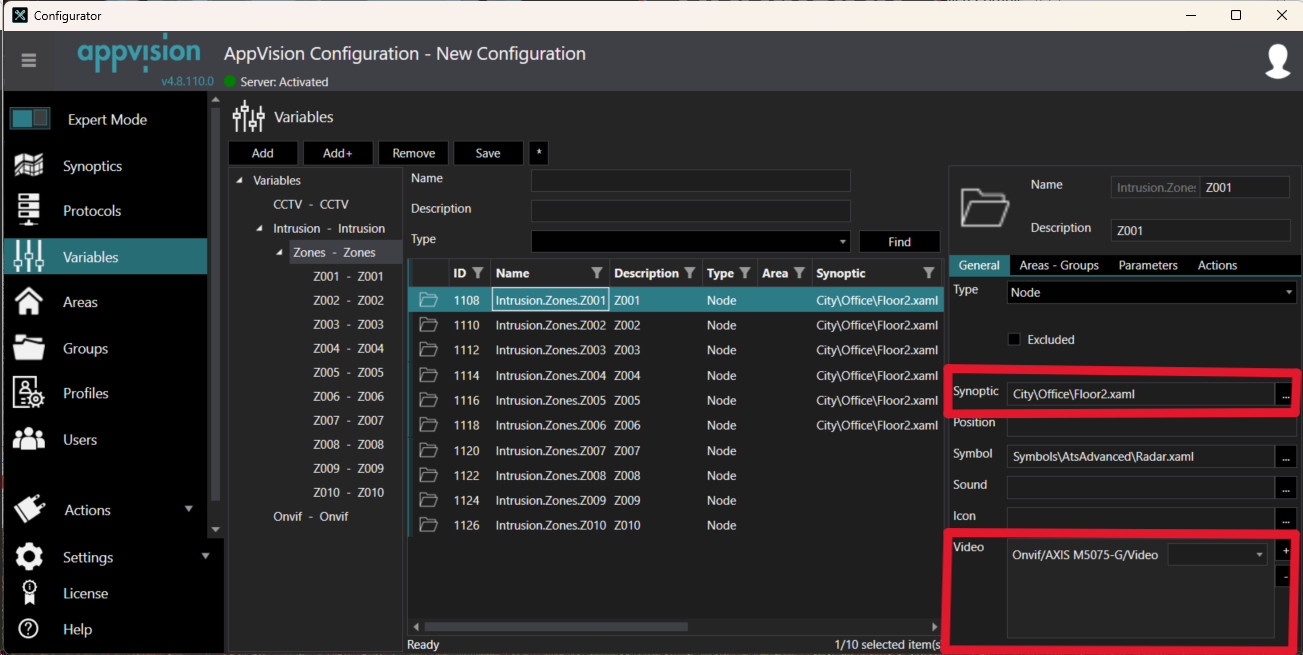 Configurator
appvision
v4.8.110.0
AppVision Configuration - New Configuration
Server: Activated
Expert Mode
Synoptics
Protocols
Variables
Areas
Groups
Profiles
Users
Actions
Settings
License
Help
Variables
Add Add+ Remove Save *
Variables
CCTV - CCTV
Intrusion - Intrusion
Zones - Zones
Z001 - Z001
Z002 - Z002
Z003 - Z003
Z004 - Z004
Z005 - Z005
Z006 - Z006
Z007 - Z007
Z008 - Z008
Z009 - Z009
Z010 - Z010
Onvif - Onvif
Name
Description
Type Find
ID Name Description Type Area Synoptic
1108 Intrusion.Zones.Z001 Z001 Node City\Office\Floor2.xaml
1110 Intrusion.Zones.Z002 Z002 Node City\Office\Floor2.xaml
1112 Intrusion.Zones.Z003 Z003 Node City\Office\Floor2.xaml
1114 Intrusion.Zones.Z004 Z004 Node City\Office\Floor2.xaml
1116 Intrusion.Zones.Z005 Z005 Node City\Office\Floor2.xaml
1118 Intrusion.Zones.Z006 Z006 Node City\Office\Floor2.xaml
1120 Intrusion.Zones.Z007 Z007 Node
1122 Intrusion.Zones.Z008 Z008 Node
1124 Intrusion.Zones.Z009 Z009 Node
1126 Intrusion.Zones.Z010 Z010 Node
Ready 1/10 selected item(s
Name Intrusion.Zone: Z001
Description Z001
General Areas - Groups Parameters Actions
Type Node
Excluded
Synoptic City\Office\Floor2.xaml ...
Position
Symbol Symbols\AtsAdvanced\Radar.xaml ...
Sound ...
Icon ...
Video Onvif/AXIS M5075-G/Video +
-